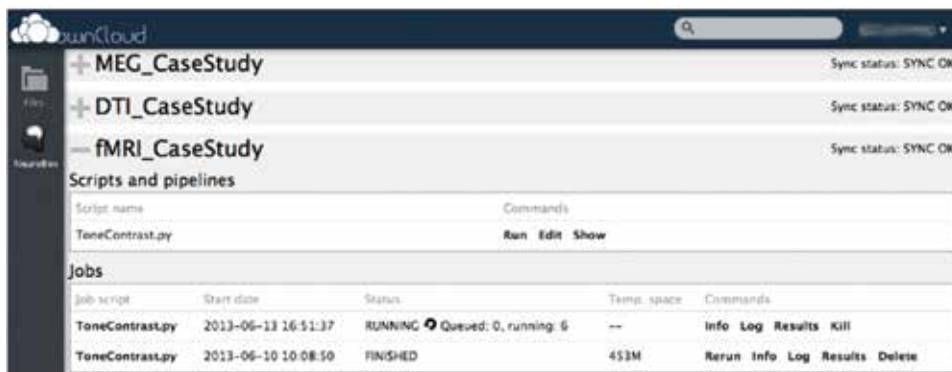 ownCloud
MEG_CaseStudy Sync status: SYNC OK
Files
DTI_CaseStudy Sync status: SYNC OK
fMRI_CaseStudy Sync status: SYNC OK
Scripts and pipelines
Script name Commands
ToneContrast.py Run Edit Show
Jobs
Job script Start date Status Temp. space Commands
ToneContrast.py 2013-06-13 16:51:37 RUNNING Queued: 0, running: 6 -- Info Log Results Kill
ToneContrast.py 2013-06-10 10:08:50 FINISHED 453M Rerun Info Log Results Delete